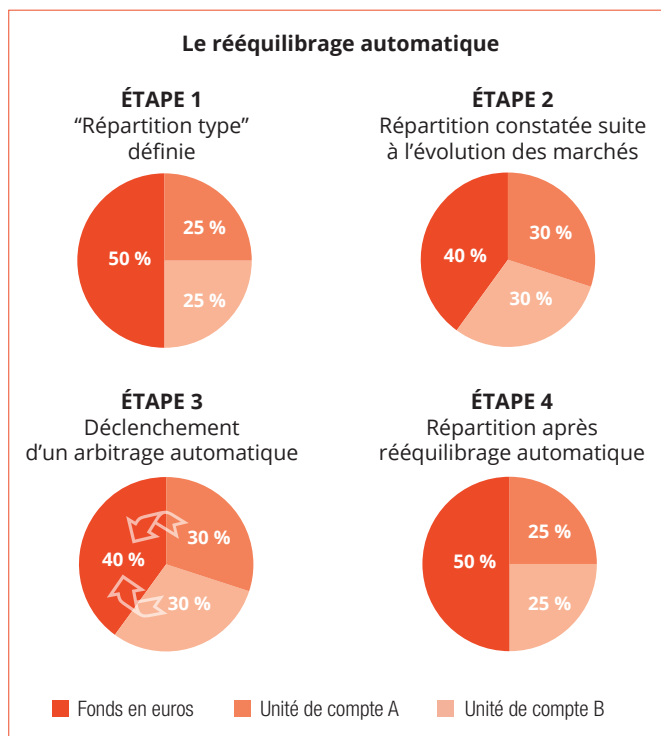 Le rééquilibrage automatique
ÉTAPE 1
“Répartition type”
définie
25 %
50 %
25 %
ÉTAPE 2
Répartition constatée suite
à l’évolution des marchés
30 %
40 %
30 %
ÉTAPE 3
Déclenchement
d’un arbitrage automatique
30 %
40 %
30 %
ÉTAPE 4
Répartition après
rééquilibrage automatique
25 %
50 %
25 %
Fonds en euros
Unité de compte A
Unité de compte B